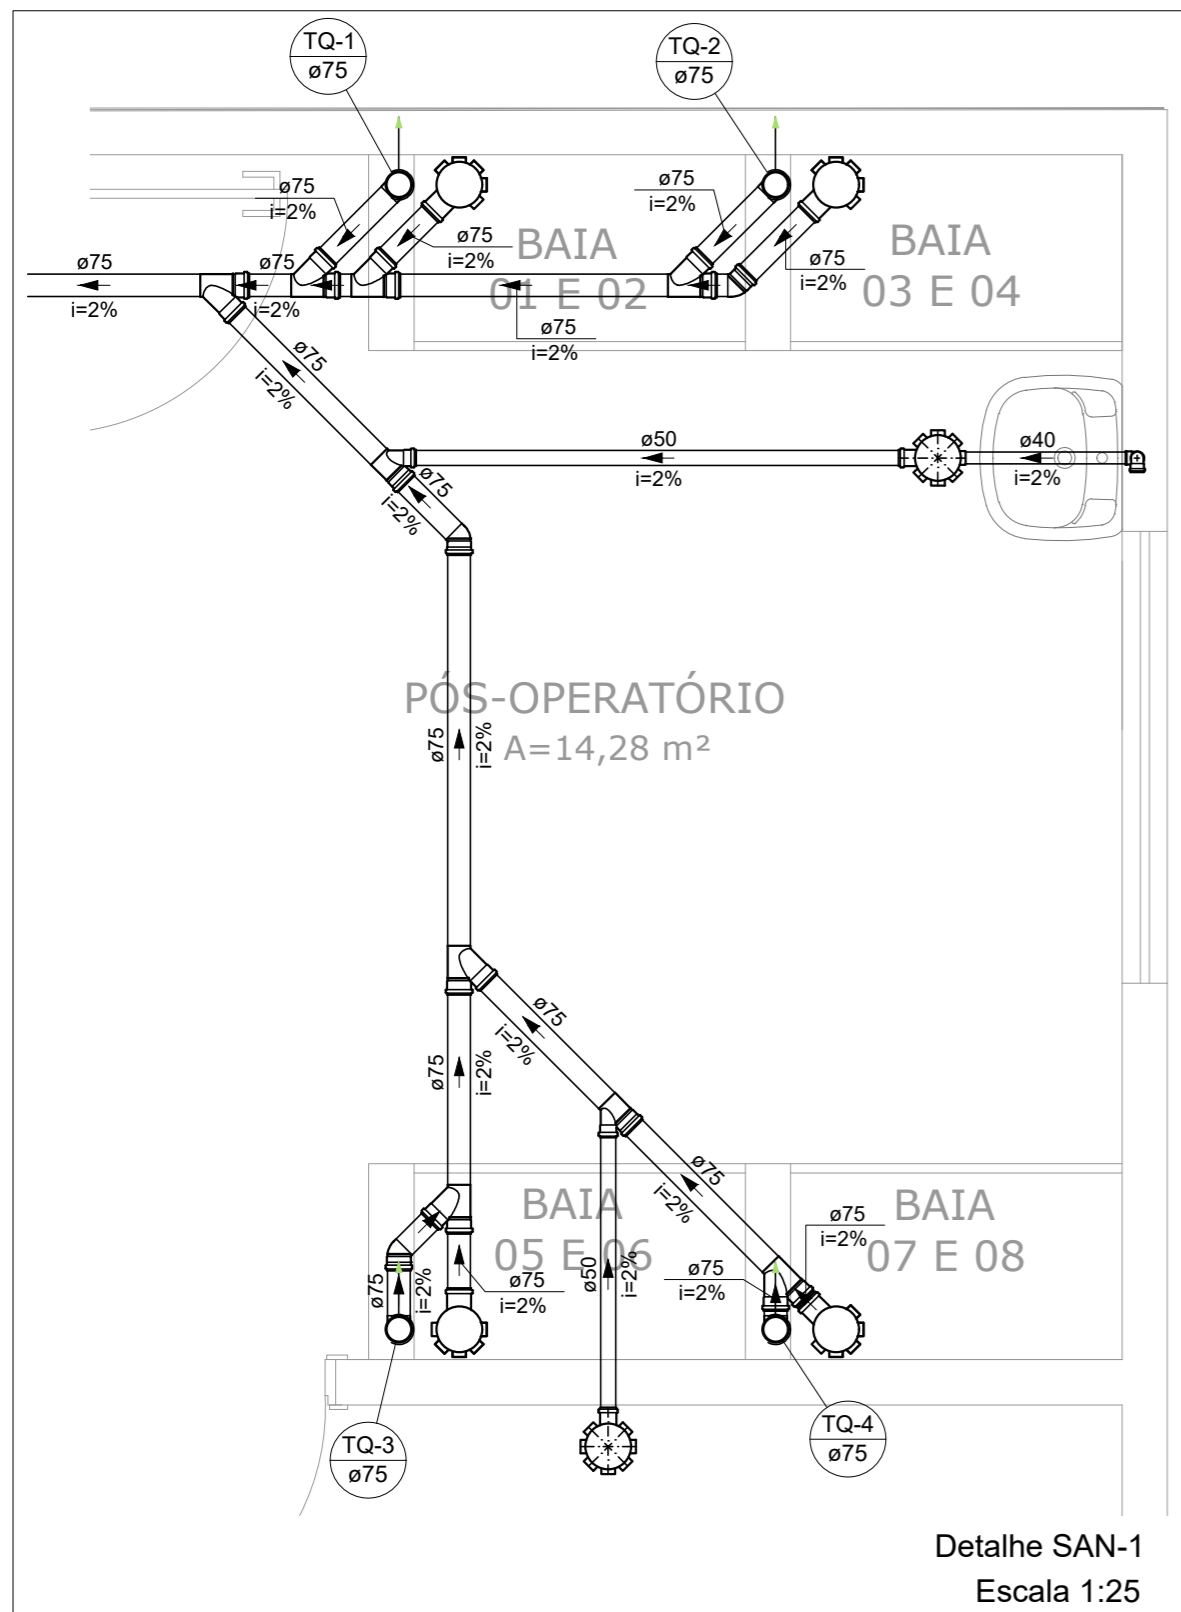 TQ-1
ø75
TQ-2
ø75
ø75
i=2%
ø75
i=2%
BAIA
01 E 02
ø75
i=2%
BAIA
03 E 04
ø75
i=2%
ø75
i=2%
ø75
i=2%
ø75
i=2%
ø75
i=2%
ø50
i=2%
ø40
i=2%
ø75
i=2%
PÓS-OPERATÓRIO
A=14,28 m²
ø75
i=2%
ø75
i=2%
ø75
i=2%
ø75
i=2%
BAIA
05 E 06
BAIA
07 E 08
ø75
i=2%
ø75
i=2%
ø75
i=2%
ø50
i=2%
ø75
i=2%
TQ-3
ø75
TQ-4
ø75
Detalhe SAN-1
Escala 1:25